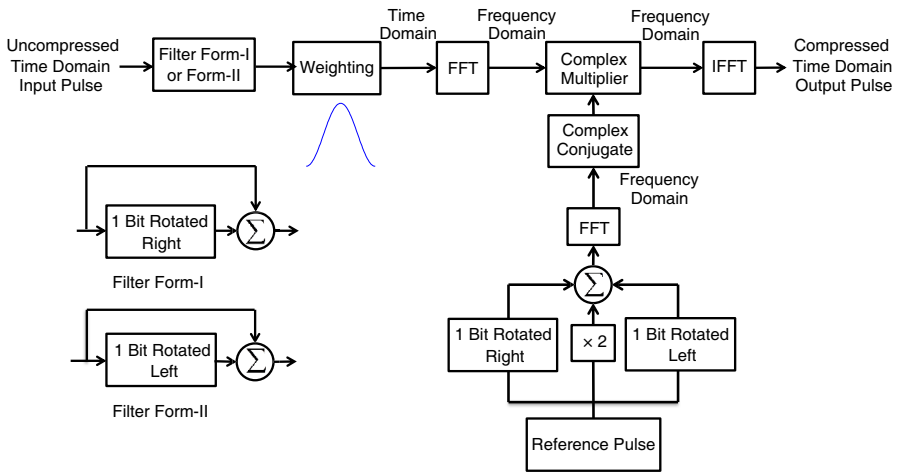 Uncompressed
Time Domain
Input Pulse
Filter Form-I
or Form-II
Weighting
Time
Domain
FFT
Frequency
Domain
Complex
Multiplier
Frequency
Domain
IFFT
Compressed
Time Domain
Output Pulse
Complex
Conjugate
Frequency
Domain
FFT
Σ
1 Bit Rotated
Right
× 2
1 Bit Rotated
Left
Reference Pulse
1 Bit Rotated
Right
Σ
Filter Form-I
1 Bit Rotated
Left
Σ
Filter Form-II